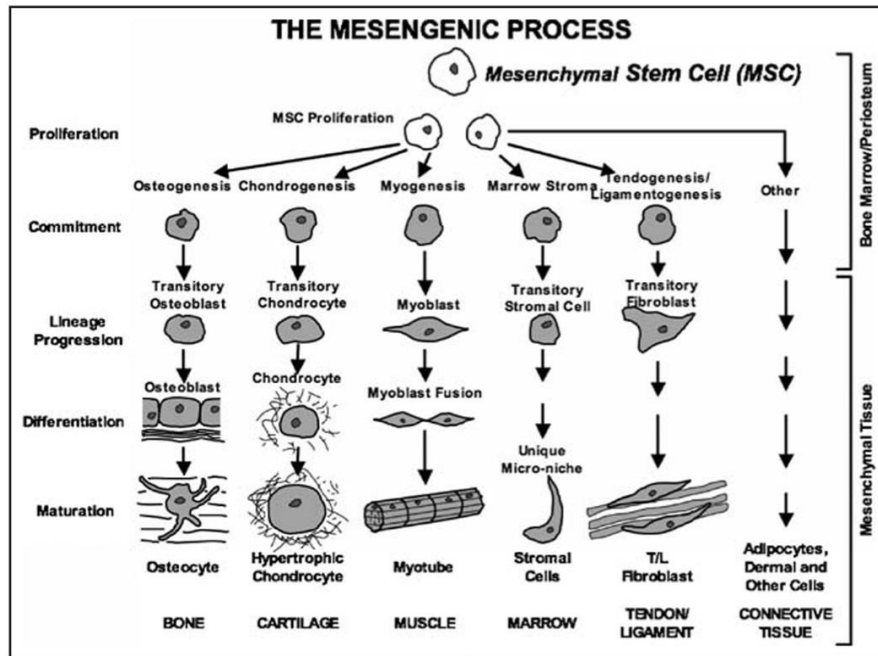 THE MESENGENIC PROCESS
Mesenchymal Stem Cell (MSC)
MSC Proliferation
Proliferation
Osteogenesis Chondrogenesis Myogenesis Marrow Stroma Tendogenesis/
Ligamentogenesis
Other
Commitment
Transitory
Osteoblast
Transitory
Chondrocyte
Myoblast
Transitory
Stromal Cell
Transitory
Fibroblast
Lineage
Progression
Osteoblast
Chondrocyte
Myoblast Fusion
Differentiation
Unique
Micro-niche
Maturation
Osteocyte
Hypertrophic
Chondrocyte
Myotube
Stromal
Cells
T/L
Fibroblast
Adipocytes,
Dermal and
Other Cells
BONE
CARTILAGE
MUSCLE
MARROW
TENDON/
LIGAMENT
CONNECTIVE
TISSUE
Bone Marrow/Periosteum
Mesenchymal Tissue